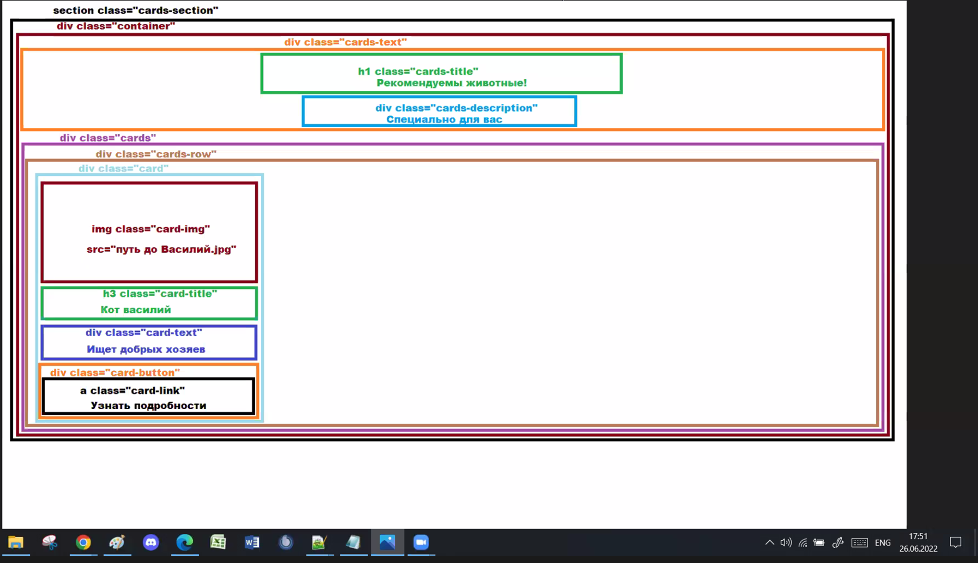 section class="cards-section"
div class="container"
div class="cards-text"
h1 class="cards-title"
Рекомендуемы животные!
div class="cards-description"
Специально для вас
div class="cards"
div class="cards-row"
div class="card"
img class="card-img"
src="путь до Василий.jpg"
h3 class="card-title"
Кот василий
div class="card-text"
Ищет добрых хозяев
div class="card-button"
a class="card-link"
Узнать подробности
ENG
17:51
26.06.2022